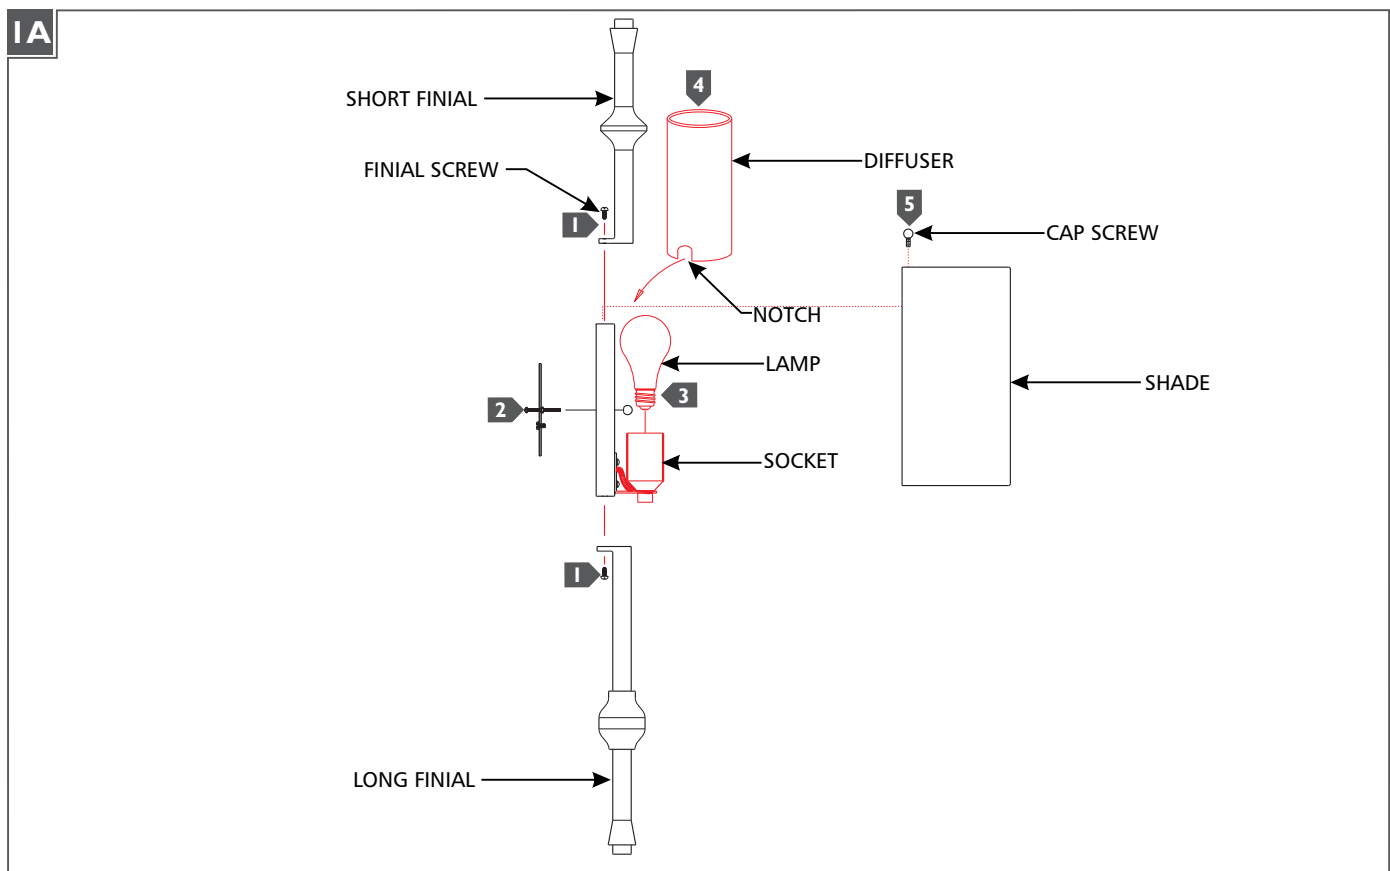 1A
SHORT FINIAL
4
DIFFUSER
FINIAL SCREW
1
5
CAP SCREW
NOTCH
LAMP
3
SHADE
2
SOCKET
1
LONG FINIAL